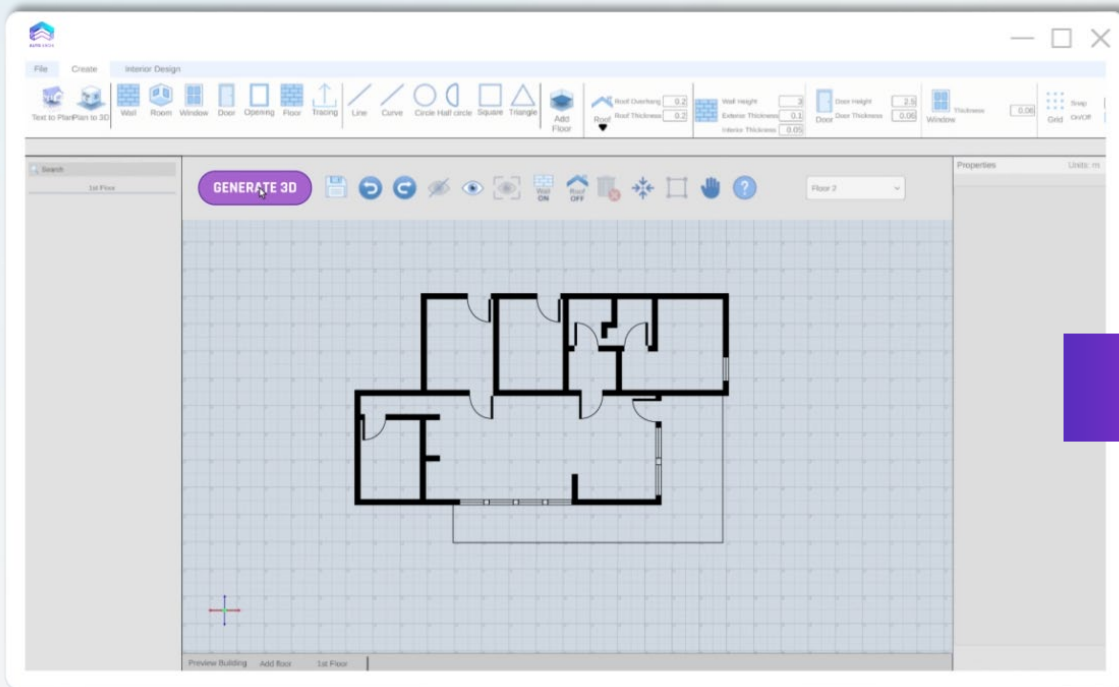 File Create Interior Design
Text to Plan Plan to 3D Wall Room Window Door Opening Floor Tracing Line Curve Circle Half circle Square Triangle
Add
Floor
Roof
Roof Overhang 0.2
Roof Thickness 0.2
Wall Height 3
Exterior Thickness 0.1
Interior Thickness 0.05
Door
Door Height 2.5
Door Thickness 0.06
Window
Thickness 0.06
Grid
Snap
On/Off
Search
1st Floor
GENERATE 3D
Wall
ON
Roof
OFF
?
Floor 2
Properties Units: m
Preview Building Add floor 1st Floor